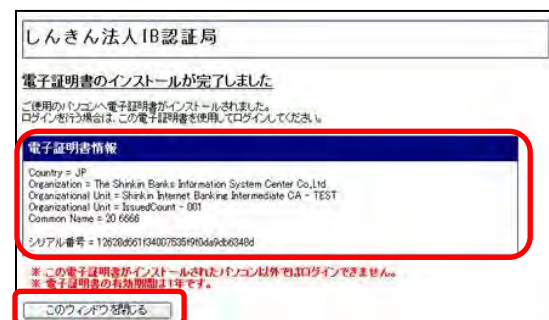 しんきん法人IB認証局
電子証明書のインストールが完了しました
ご使用のパソコンへ電子証明書がインストールされました。
ログインを行う場合は、この電子証明書を使用してログインしてください。
電子証明書情報
Country = JP
Organization = The Shinkin Banks Information System Center Co.,Ltd
Organizational Unit = Shinkin Internet Banking Intermediate CA - TEST
Organizational Unit = IssuedCount - 001
Common Name = 20 6666
シリアル番号 =
※ この電子証明書がインストールされたパソコン以外ではログインできません。
※ 電子証明書の有効期間は1年です。
このウィンドウを閉じる